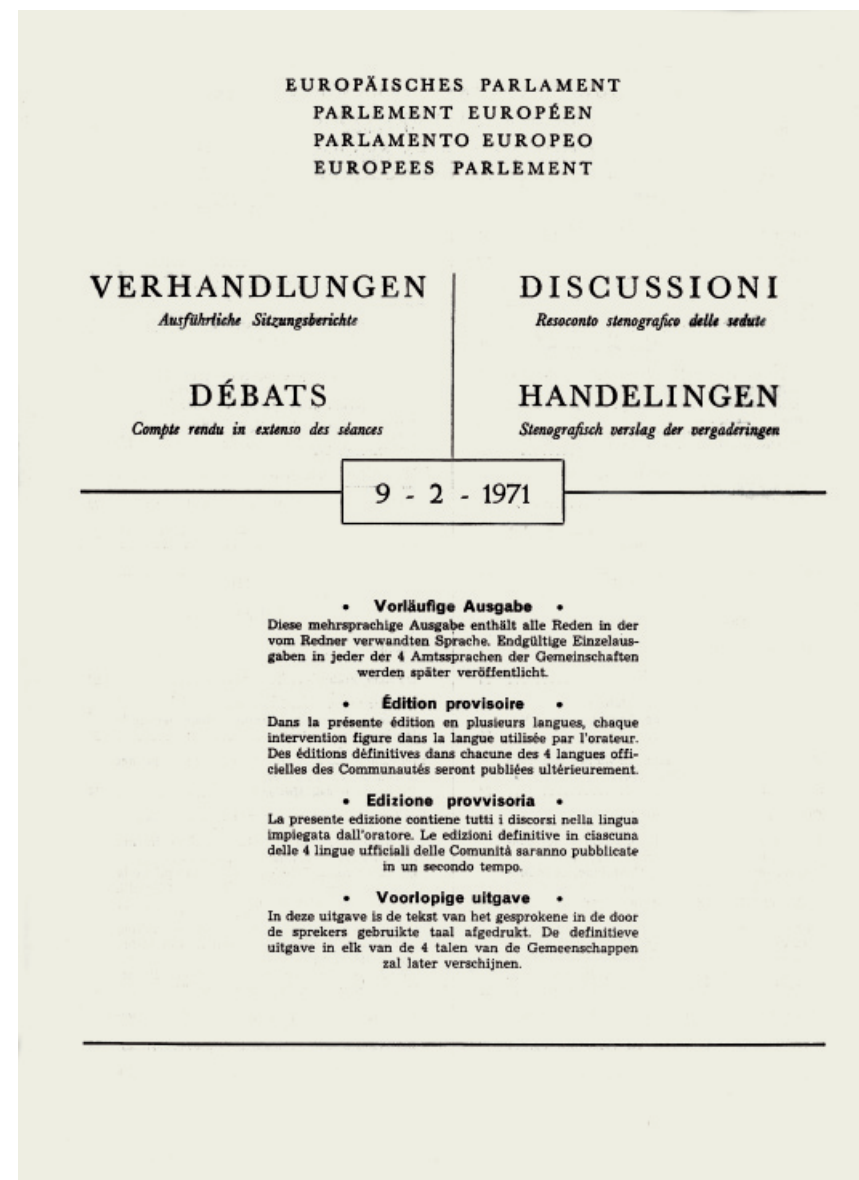 EUROPÄISCHES PARLAMENT
PARLEMENT EUROPÉEN
PARLAMENTO EUROPEO
EUROPEES PARLEMENT
VERHANDLUNGEN
Ausführliche Sitzungsberichte
DÉBATS
Compte rendu in extenso des séances
DISCUSSIONI
Resoconto stenografico delle sedute
HANDELINGEN
Stenografisch verslag der vergaderingen
9 - 2 - 1971
• Vorläufige Ausgabe •
Diese mehrsprachige Ausgabe enthält alle Reden in der
vom Redner verwandten Sprache. Endgültige Einzelaus-
gaben in jeder der 4 Amtssprachen der Gemeinschaften
werden später veröffentlicht.
• Édition provisoire •
Dans la présente édition en plusieurs langues, chaque
intervention figure dans la langue utilisée par l'orateur.
Des éditions définitives dans chacune des 4 langues offi-
cielles des Communautés seront publiées ultérieurement.
• Edizione provvisoria •
La presente edizione contiene tutti i discorsi nella lingua
impiegata dall'oratore. Le edizioni definitive in ciascuna
delle 4 lingue ufficiali delle Comunità saranno pubblicate
in un secondo tempo.
• Voorlopige uitgave •
In deze uitgave is de tekst van het gesprokene in de door
de sprekers gebruikte taal afgedrukt. De definitieve
uitgave in elk van de 4 talen van de Gemeenschappen
zal later verschijnen.